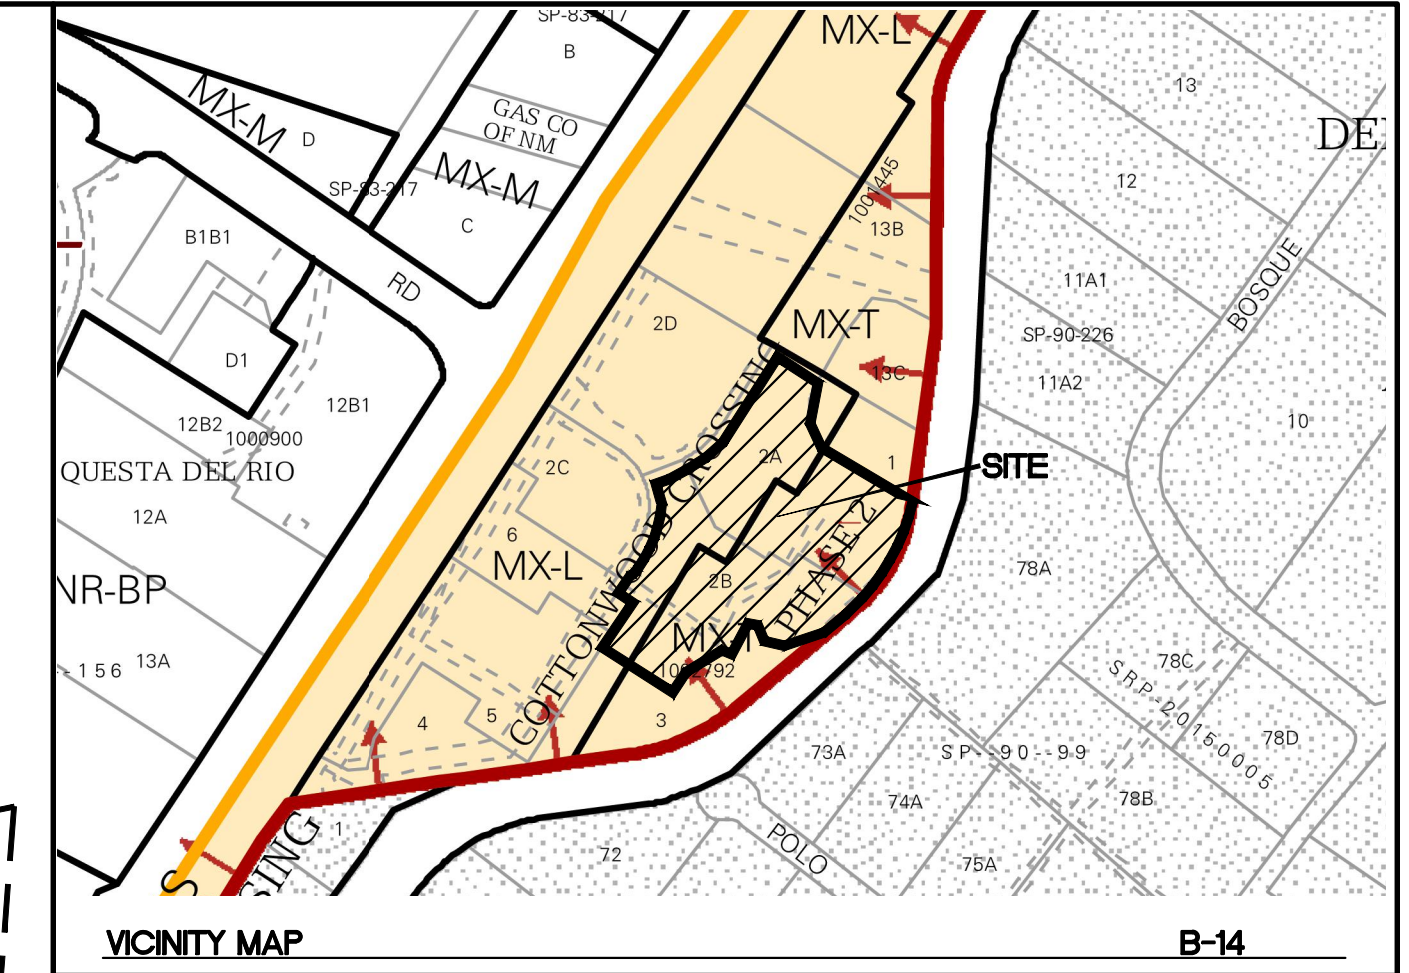 SP-83-217
B
MX-L
13
GAS CO
OF NM
MX-M
D
MX-M
SP-83-217
C
12
1001445
13B
B1B1
RD
11A1
BOSQUE
2D
MX-T
SP-90-226
D1
13C
11A2
12B1
12B2
1000900
10
QUESTA DEL RIO
2C
2A
1
SITE
12A
6
MX-L
COTTONWOOD CROSSING
PHASE 2
78A
2B
NR-BP
13A
78C
SRP-2015005
4
5
3
73A
SP--90--99
78D
74A
78B
1
72
POLO
75A
VICINITY MAP
B-14